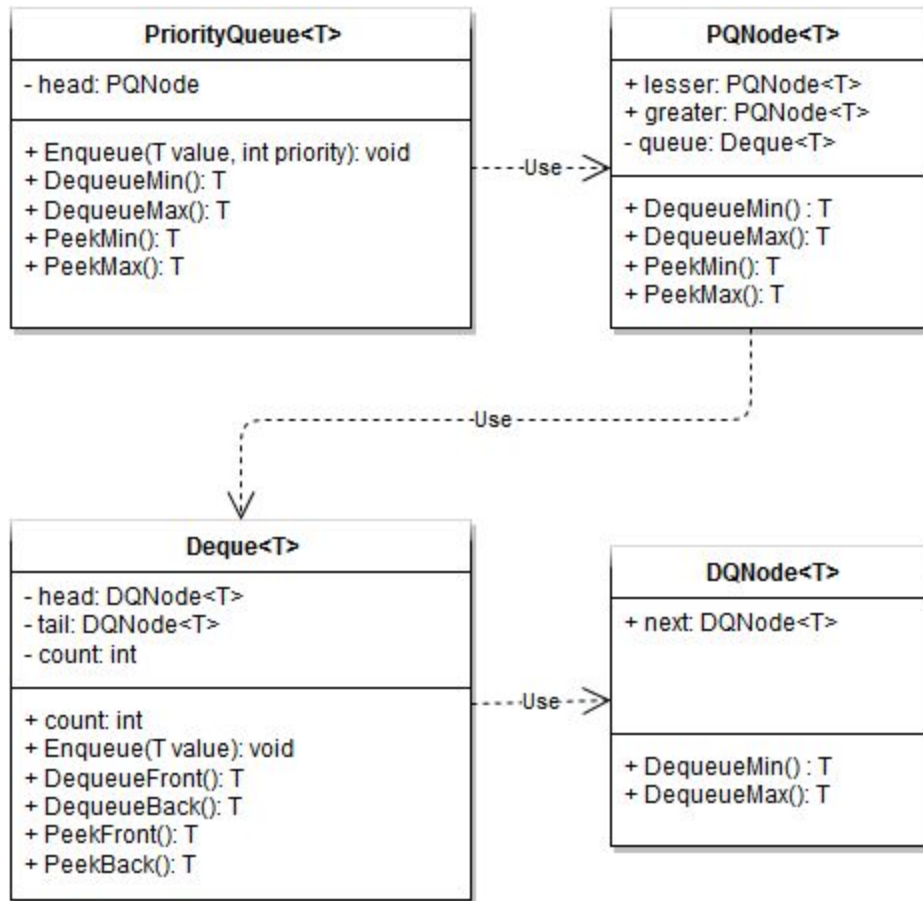 PriorityQueue<T>
- head: PQNode
+ Enqueue(T value, int priority): void
+ DequeueMin(): T
+ DequeueMax(): T
+ PeekMin(): T
+ PeekMax(): T
Use
PQNode<T>
+ lesser: PQNode<T>
+ greater: PQNode<T>
- queue: Deque<T>
+ DequeueMin() : T
+ DequeueMax(): T
+ PeekMin(): T
+ PeekMax(): T
Use
Deque<T>
- head: DQNode<T>
- tail: DQNode<T>
- count: int
+ count: int
+ Enqueue(T value): void
+ DequeueFront(): T
+ DequeueBack(): T
+ PeekFront(): T
+ PeekBack(): T
Use
DQNode<T>
+ next: DQNode<T>
+ DequeueMin() : T
+ DequeueMax(): T